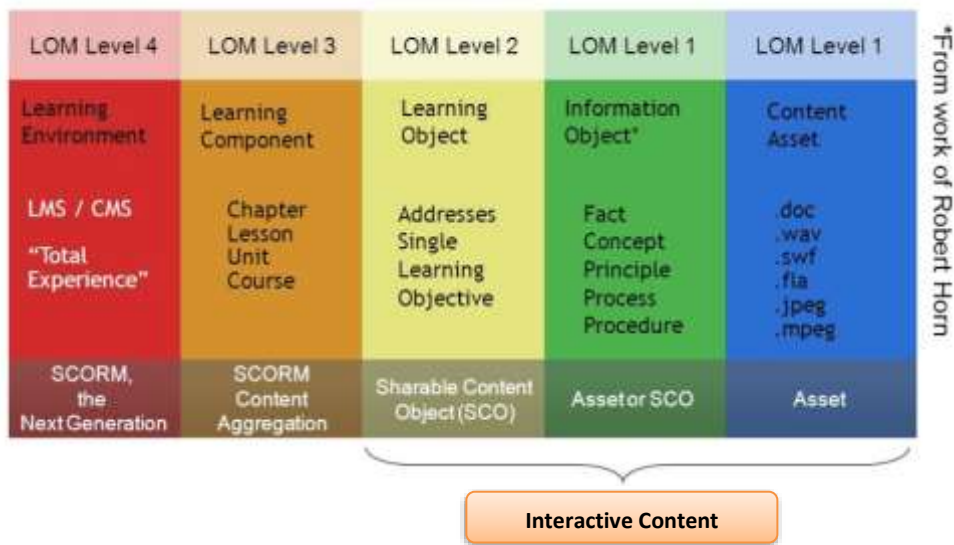 LOM Level 4
LOM Level 3
LOM Level 2
LOM Level 1
LOM Level 1
Learning
Environment
Learning
Component
Learning
Object
Information
Object*
Content
Asset
LMS / CMS
"Total
Experience"
Chapter
Lesson
Unit
Course
Addresses
Single
Learning
Objective
Fact
Concept
Principle
Process
Procedure
.doc
.wav
.swf
.fla
.jpeg
.mpeg
SCORM,
the
Next Generation
SCORM
Content
Aggregation
Sharable Content
Object (SCO)
Asset or SCO
Asset
*From work of Robert Horn
Interactive Content